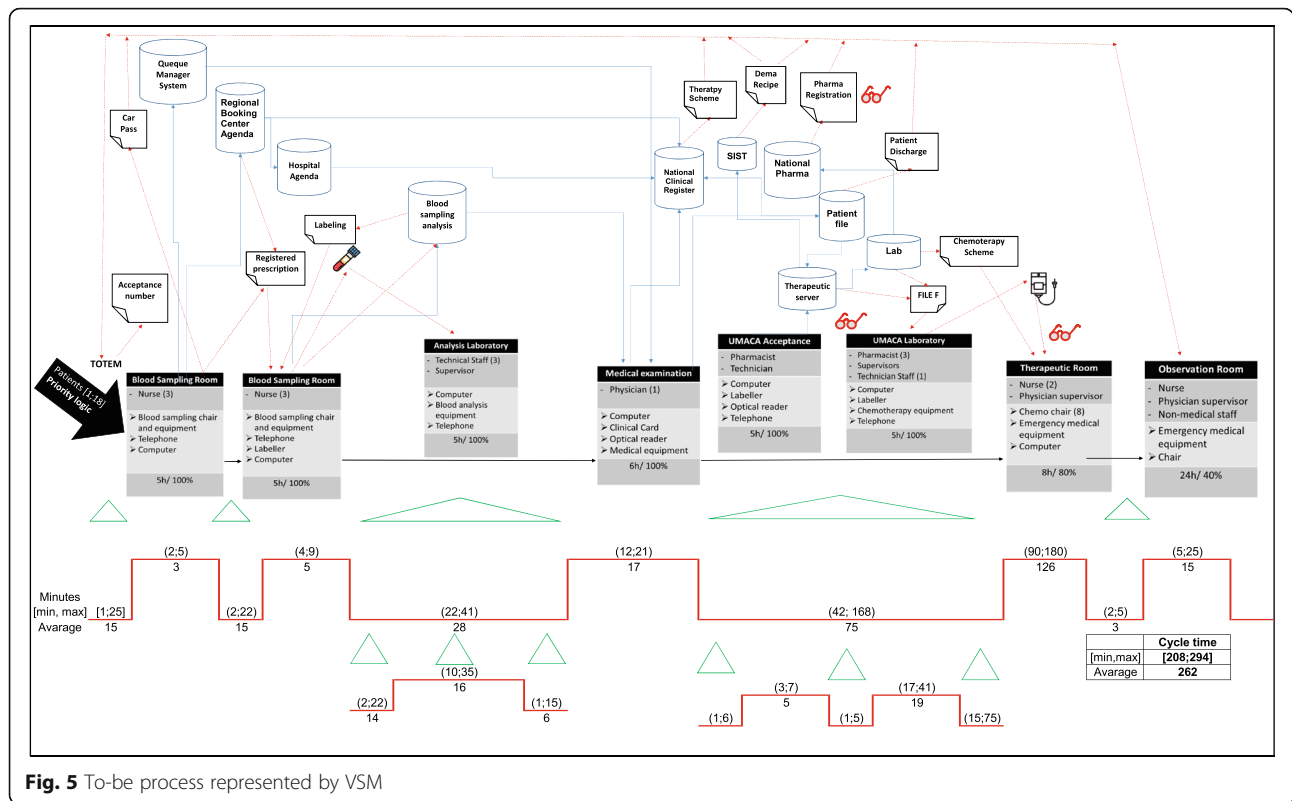 Queque
Manager
System
Regional
Booking
Center
Agenda
Car
Pass
Hospital
Agenda
Theratpy
Scheme
Dema
Recipe
Pharma
Registration
SIST
National
Pharma
Patient
Discharge
National
Clinical
Register
Blood
sampling
analysis
Labeling
Patient
file
Registered
prescription
Lab
Chemoterapy
Scheme
Acceptance
number
Therapeutic
server
FILE F
TOTEM
Patients [1;18]
Priority logic
Blood Sampling Room
- Nurse (3)
➢ Blood sampling chair
and equipment
➢ Telephone
➢ Computer
5h/ 100%
Blood Sampling Room
- Nurse (3)
➢ Blood sampling chair
and equipment
➢ Telephone
➢ Labeller
➢ Computer
5h/ 100%
Analysis Laboratory
- Technical Staff (3)
- Supervisor
➢ Computer
➢ Blood analysis
equipment
➢ Telephone
5h/ 100%
Medical examination
- Physician (1)
➢ Computer
➢ Clinical Card
➢ Optical reader
➢ Medical equipment
6h/ 100%
UMACA Acceptance
- Pharmacist
- Technician
➢ Computer
➢ Labeller
➢ Optical reader
➢ Telephone
5h/ 100%
UMACA Laboratory
- Pharmacist (3)
- Supervisors
- Technician Staff (1)
➢ Computer
➢ Labeller
➢ Chemotherapy equipment
➢ Telephone
5h/ 100%
Therapeutic Room
- Nurse (2)
- Physician supervisor
➢ Chemo chair (8)
➢ Emergency medical
equipment
➢ Computer
8h/ 80%
Observation Room
- Nurse
- Physician supervisor
- Non-medical staff
➢ Emergency medical
equipment
➢ Chair
24h/ 40%
Minutes
[min, max]
Avarage
[1;25]
15
(2;5)
3
(2;22)
15
(4;9)
5
(22;41)
28
(12;21)
17
(42; 168)
75
(90;180)
126
(2;5)
3
(5;25)
15
(2;22)
14
(10;35)
16
(1;15)
6
(1;6)
(3;7)
5
(1;5)
(17;41)
19
(15;75)
Cycle time
[min,max] [208;294]
Avarage 262
Fig. 5 To-be process represented by VSM